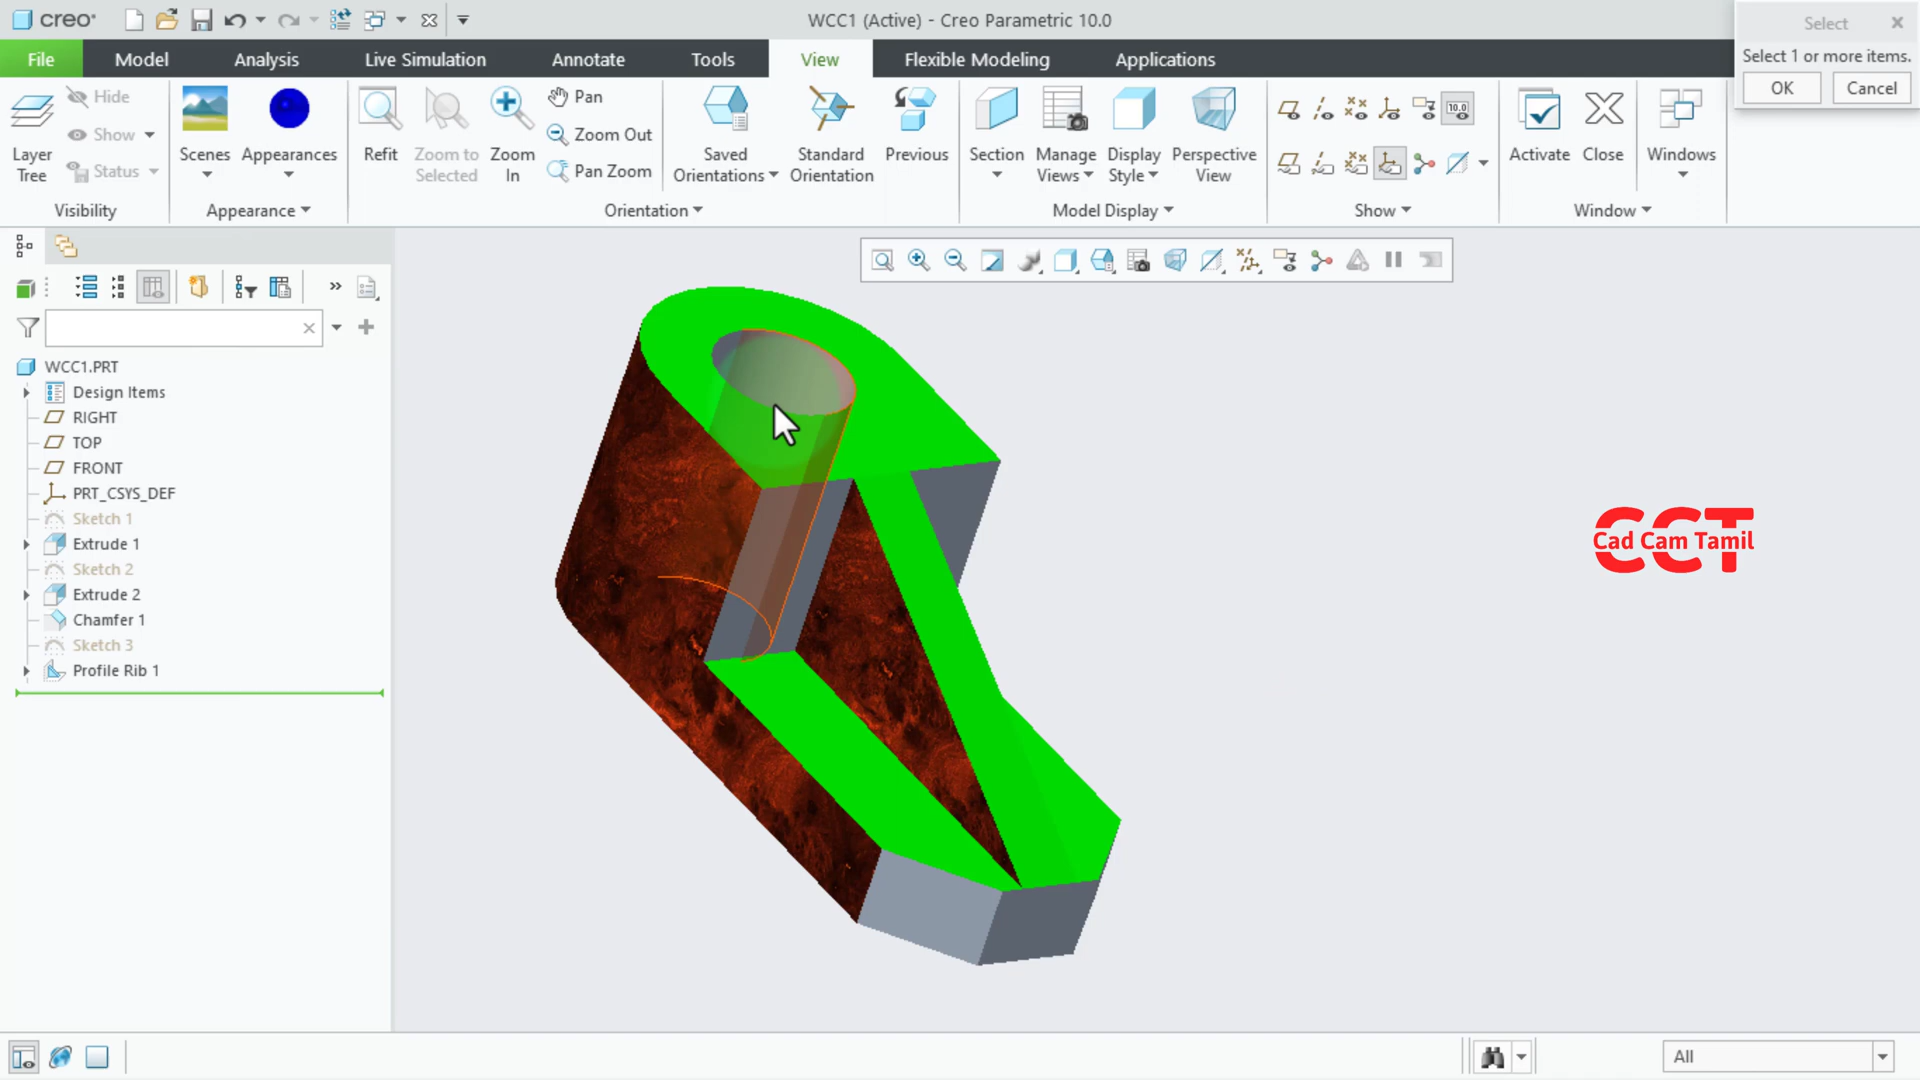 creo
WCC1 (Active) - Creo Parametric 10.0
Select
Select 1 or more items.
OK
Cancel
File
Model
Analysis
Live Simulation
Annotate
Tools
View
Flexible Modeling
Applications
Layer Tree
Hide
Show
Status
Visibility
Scenes
Appearances
Appearance
Refit
Zoom to Selected
Zoom In
Pan
Zoom Out
Pan Zoom
Saved Orientations
Standard Orientation
Previous
Orientation
Section
Manage Views
Display Style
Perspective View
Model Display
10.0
Show
Activate
Close
Windows
Window
WCC1.PRT
Design Items
RIGHT
TOP
FRONT
PRT_CSYS_DEF
Sketch 1
Extrude 1
Sketch 2
Extrude 2
Chamfer 1
Sketch 3
Profile Rib 1
CCT
Cad Cam Tamil
All